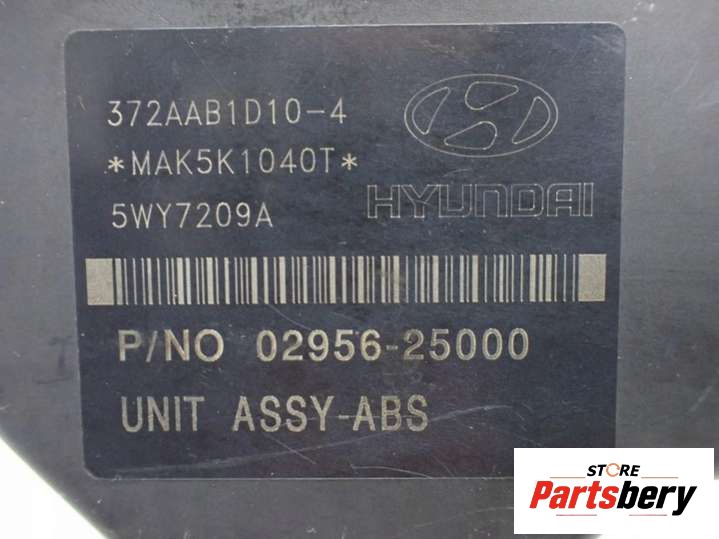 372AAB1D10-4
*MAK5K1040T*
5WY7209A
HYUNDAI
P/NO 02956-25000
UNIT ASSY-ABS
STORE
Partsbery